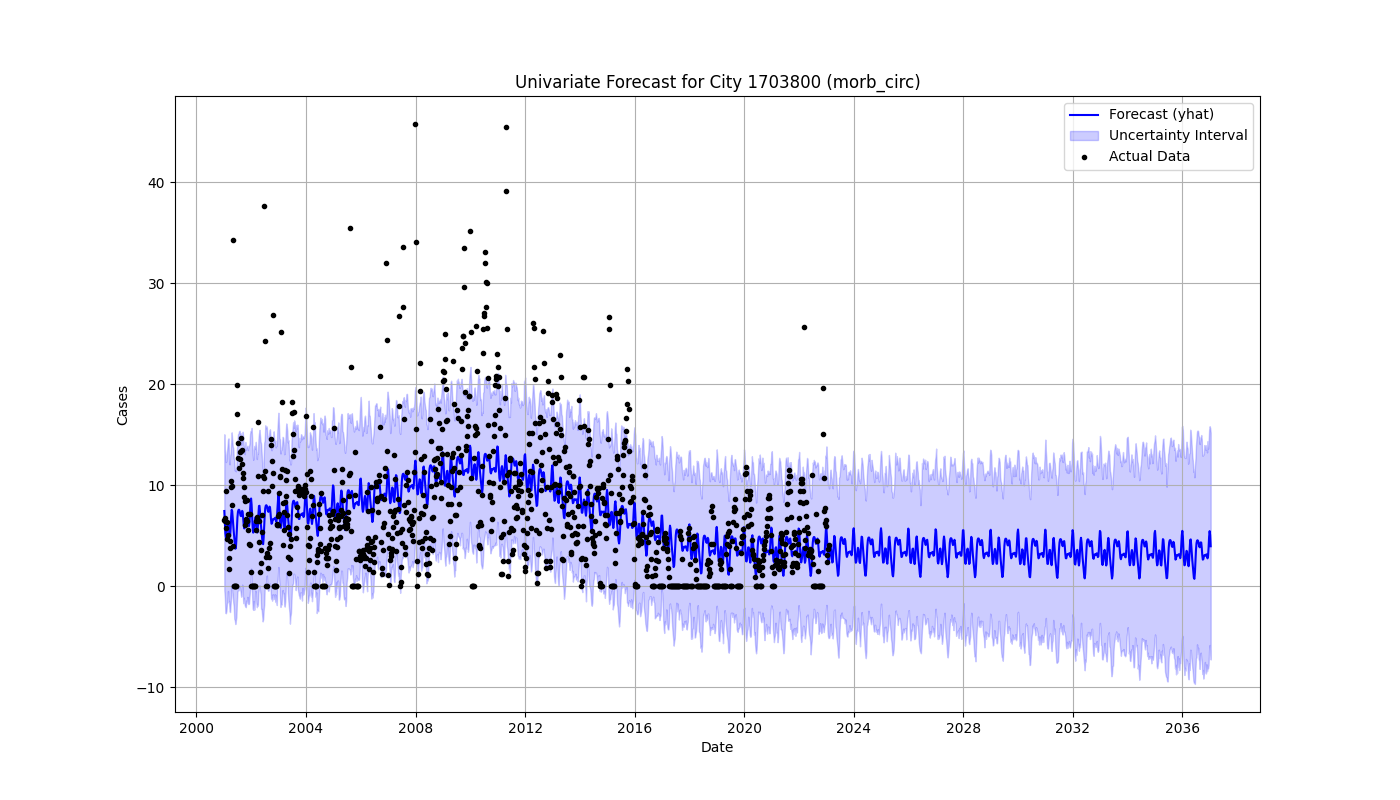 Univariate Forecast for City 1703800 (morb_circ)
Forecast (yhat)
Uncertainty Interval
Actual Data
Cases
40
30
20
10
0
−10
2000 2004 2008 2012 2016 2020 2024 2028 2032 2036
Date